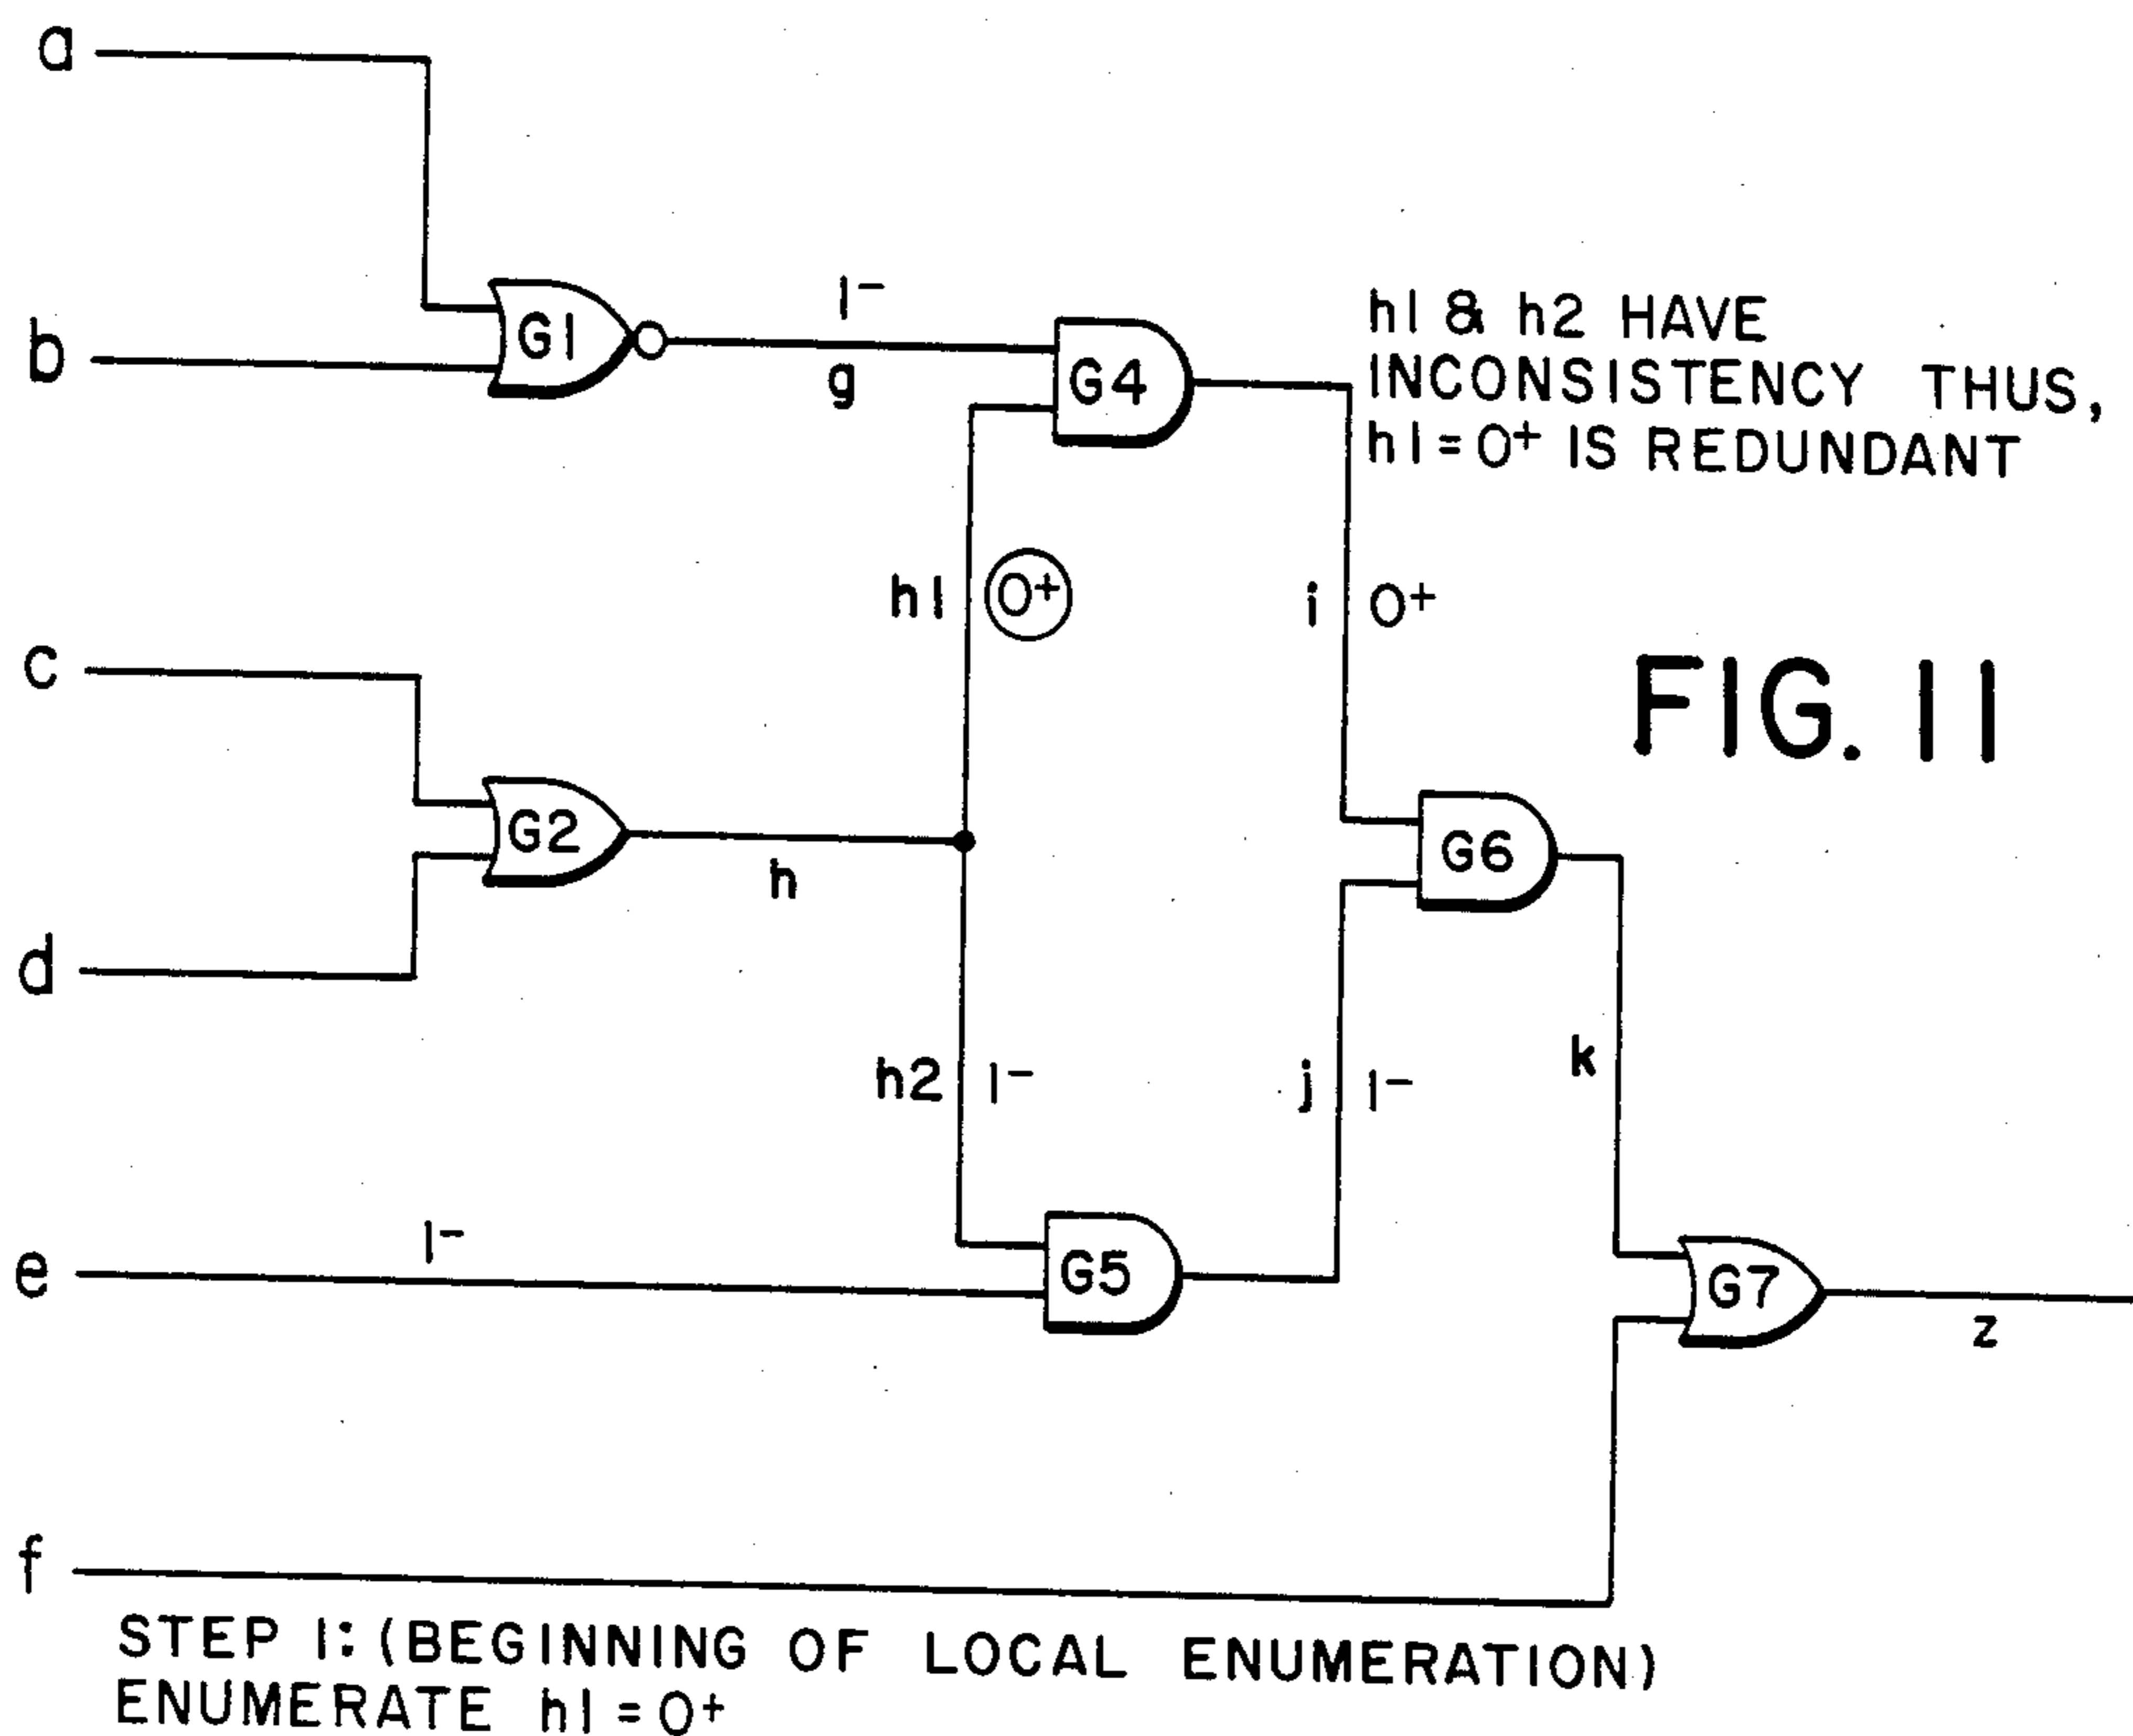 a
b
G1
1-
g
G4
h1 & h2 HAVE
INCONSISTENCY THUS,
h1=0+ IS REDUNDANT
h1
0+
i
0+
FIG. 11
c
d
G2
h
G6
h2
1-
j
1-
k
e
1-
G5
G7
z
f
STEP 1: (BEGINNING OF LOCAL ENUMERATION)
ENUMERATE h1=0+